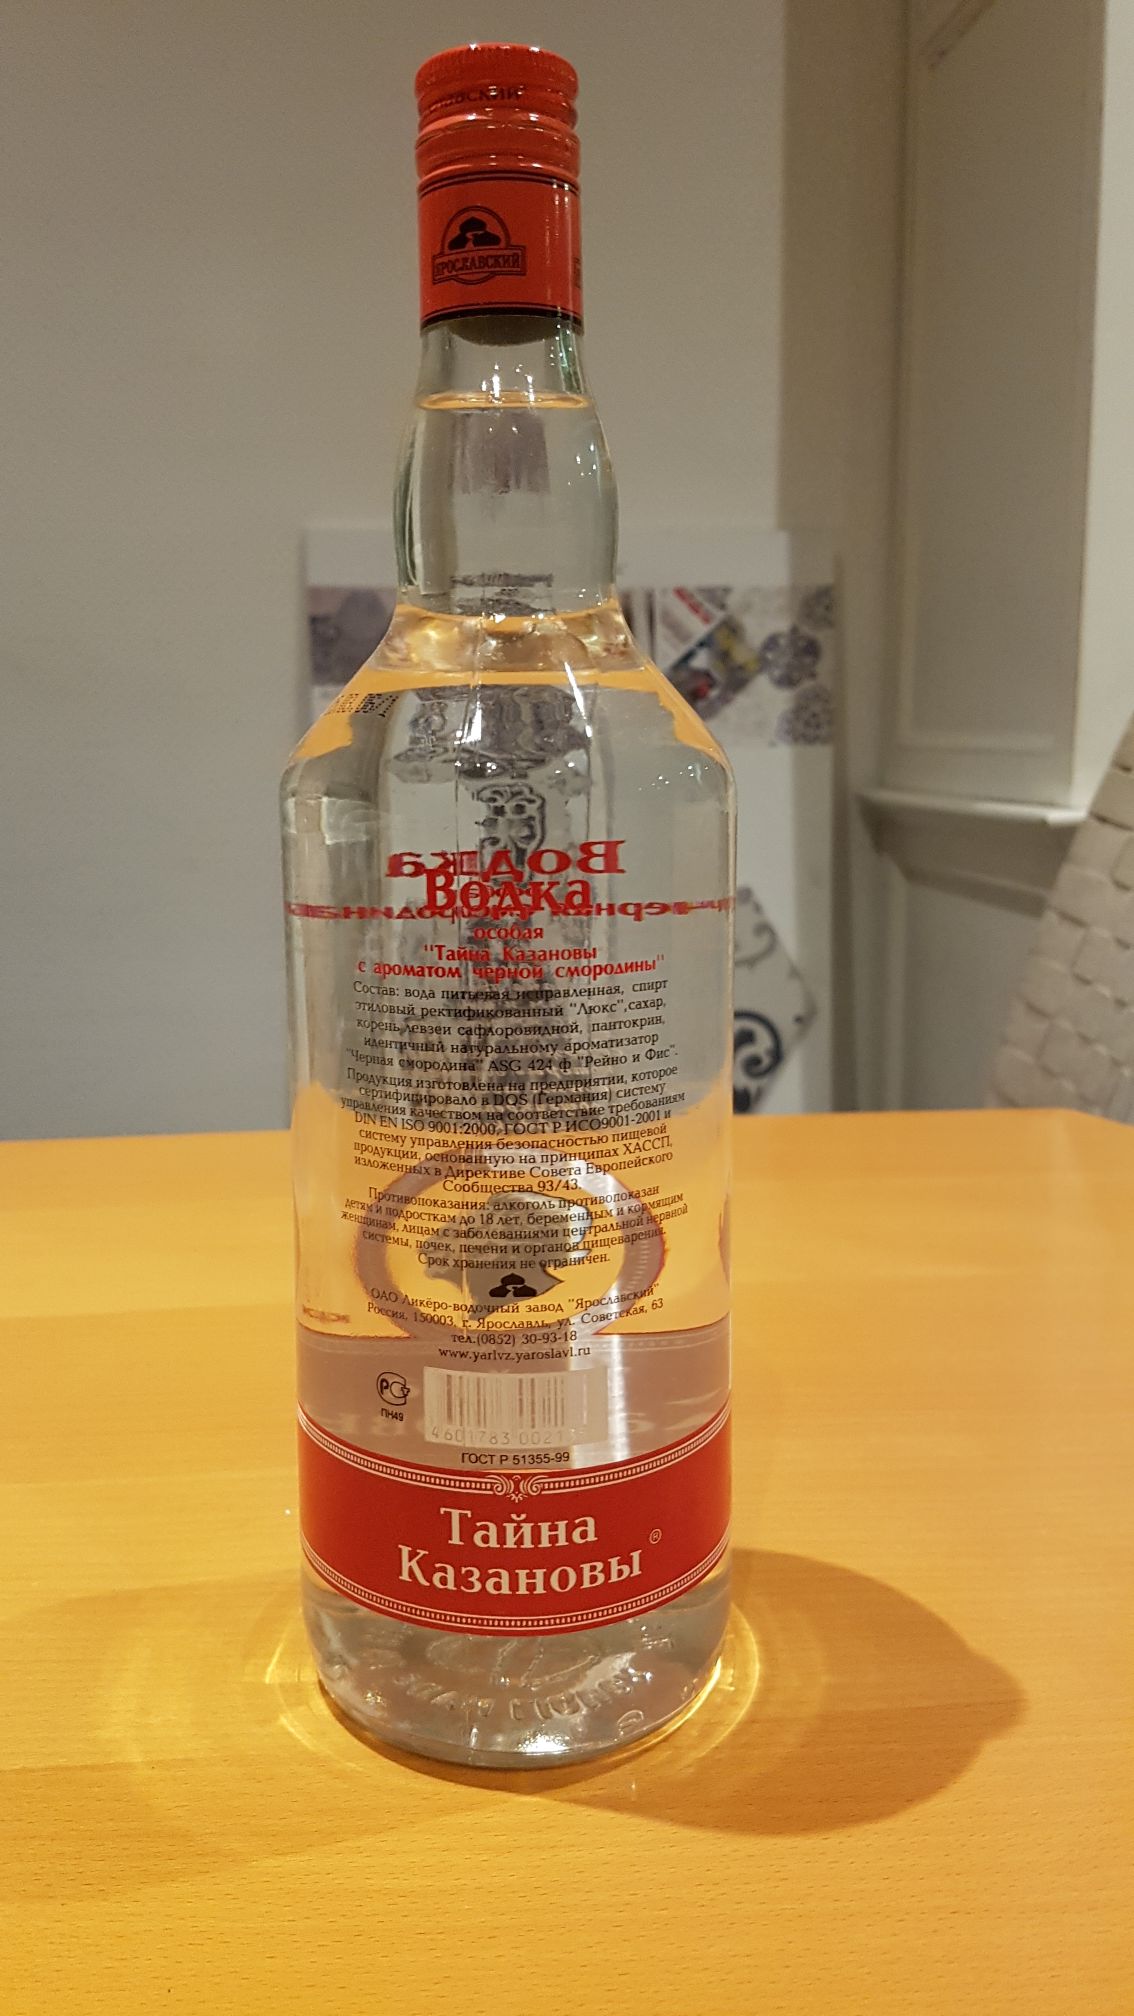 ЯРОСЛАВСКИЙ
Водка
Водка
особая
"Тайна Казановы
с ароматом черной смородины"
Состав: вода питьевая исправленная, спирт
этиловый ректификованный "Люкс",сахар,
корень левзеи сафлоровидной, пантокрин,
идентичный натуральному ароматизатор
"Черная смородина" ASG 424 ф "Рейно и Фис".
Продукция изготовлена на предприятии, которое
сертифицировало в DQS (Германия) систему
управления качеством на соответствие требованиям
DIN EN ISO 9001:2000, ГОСТ Р ИСО9001-2001 и
систему управления безопасностью пищевой
продукции, основанную на принципах ХАССП,
изложенных в Директиве Совета Европейского
Сообщества 93/43.
Противопоказания: алкоголь противопоказан
детям и подросткам до 18 лет, беременным и кормящим
женщинам, лицам с заболеваниями центральной нервной
системы, почек, печени и органов пищеварения.
Срок хранения не ограничен.
ОАО Ликёро-водочный завод "Ярославский"
Россия, 150003, г. Ярославль, ул. Советская, 63
тел.(0852) 30-93-18
www.yarlvz.yaroslavl.ru
РС
ПН49
4601783 0021
ГОСТ Р 51355-99
Тайна
Казановы ®